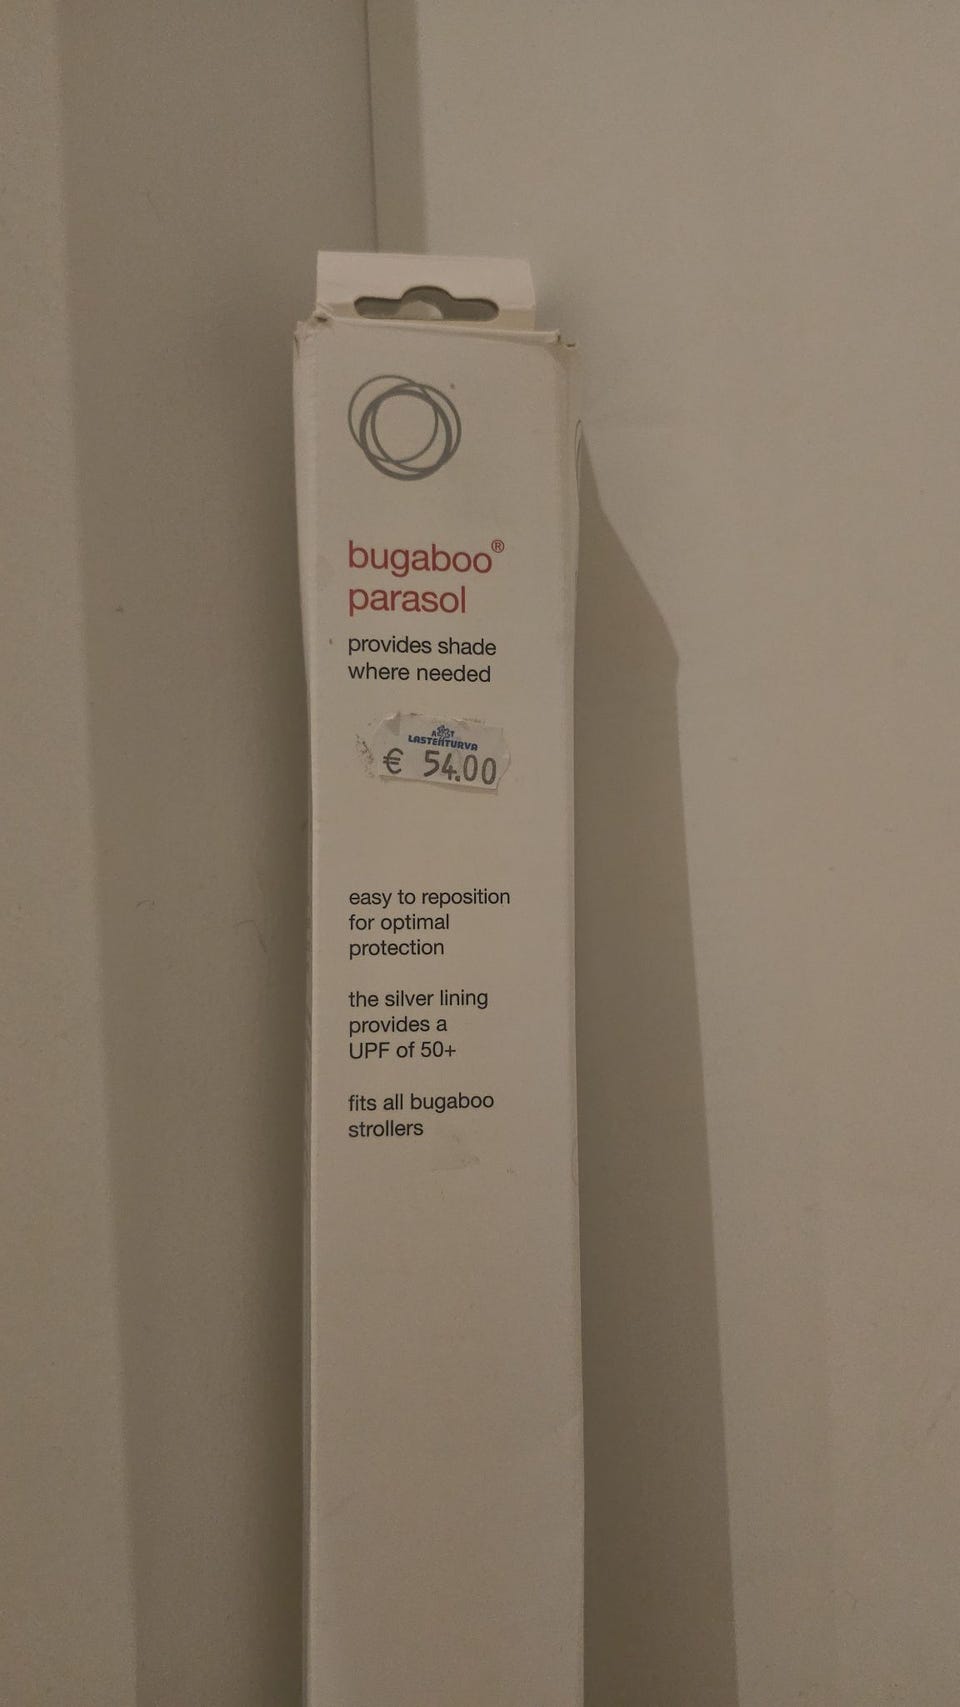 bugaboo®
parasol
provides shade
where needed
LASTENTURVA
€ 54.00
easy to reposition
for optimal
protection
the silver lining
provides a
UPF of 50+
fits all bugaboo
strollers